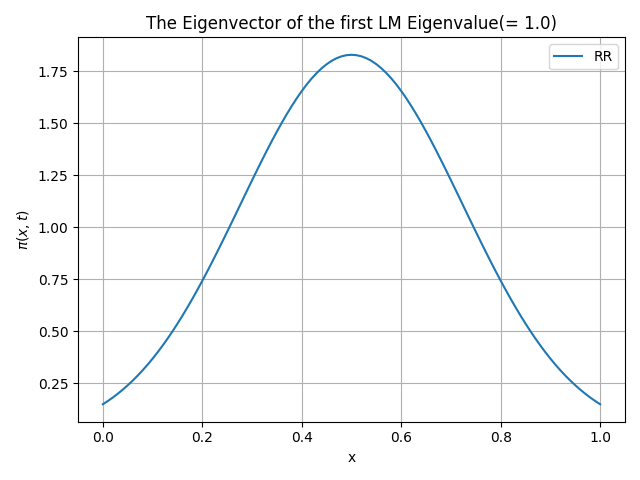 The Eigenvector of the first LM Eigenvalue(= 1.0)
RR
1.75
1.50
1.25
1.00
0.75
0.50
0.25
π(x, t)
0.0 0.2 0.4 0.6 0.8 1.0
x